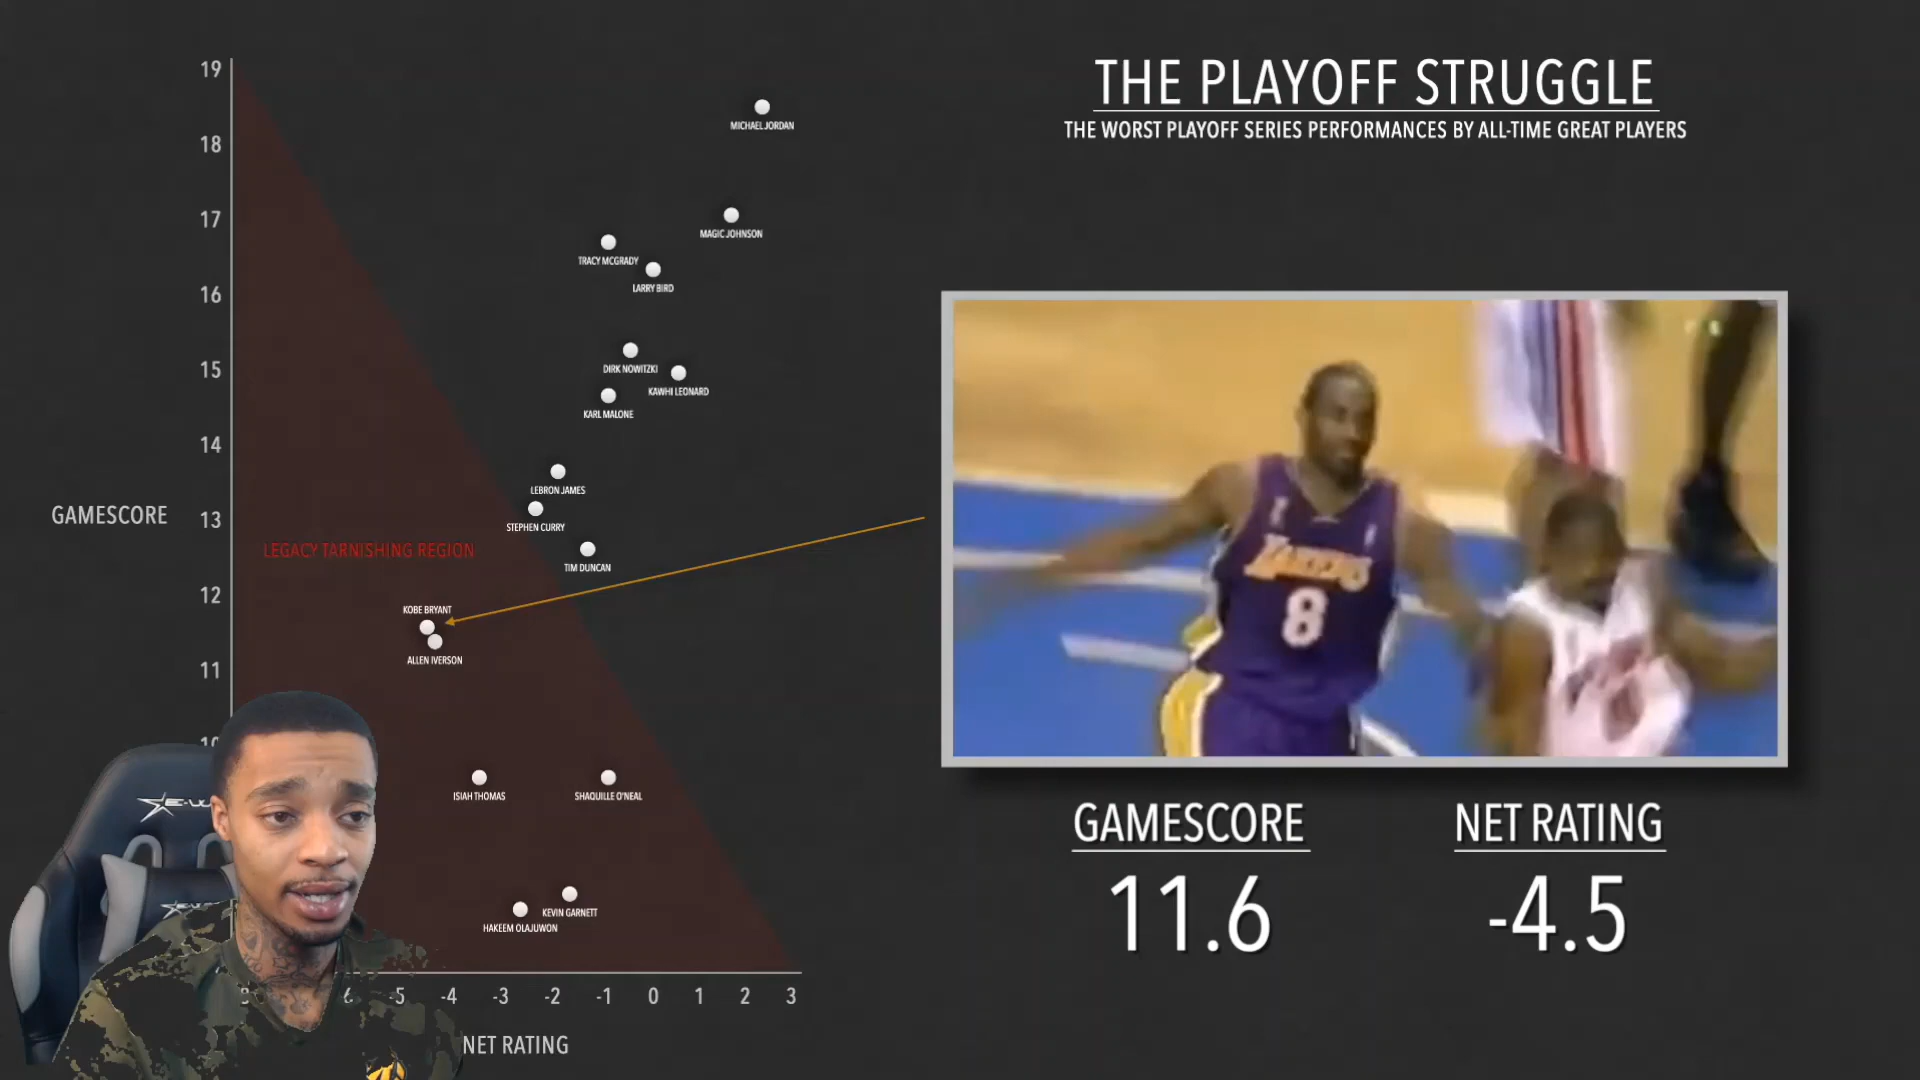 THE PLAYOFF STRUGGLE
THE WORST PLAYOFF SERIES PERFORMANCES BY ALL-TIME GREAT PLAYERS
19
18
17
16
15
14
13
12
11
GAMESCORE
MICHAEL JORDAN
MAGIC JOHNSON
TRACY MCGRADY
LARRY BIRD
DIRK NOWITZKI
KAWHI LEONARD
KARL MALONE
LEBRON JAMES
STEPHEN CURRY
LEGACY TARNISHING REGION
TIM DUNCAN
KOBE BRYANT
ALLEN IVERSON
ISIAH THOMAS
SHAQUILLE O'NEAL
KEVIN GARNETT
HAKEEM OLAJUWON
-5 -4 -3 -2 -1 0 1 2 3
NET RATING
LAKERS
8
GAMESCORE
11.6
NET RATING
-4.5